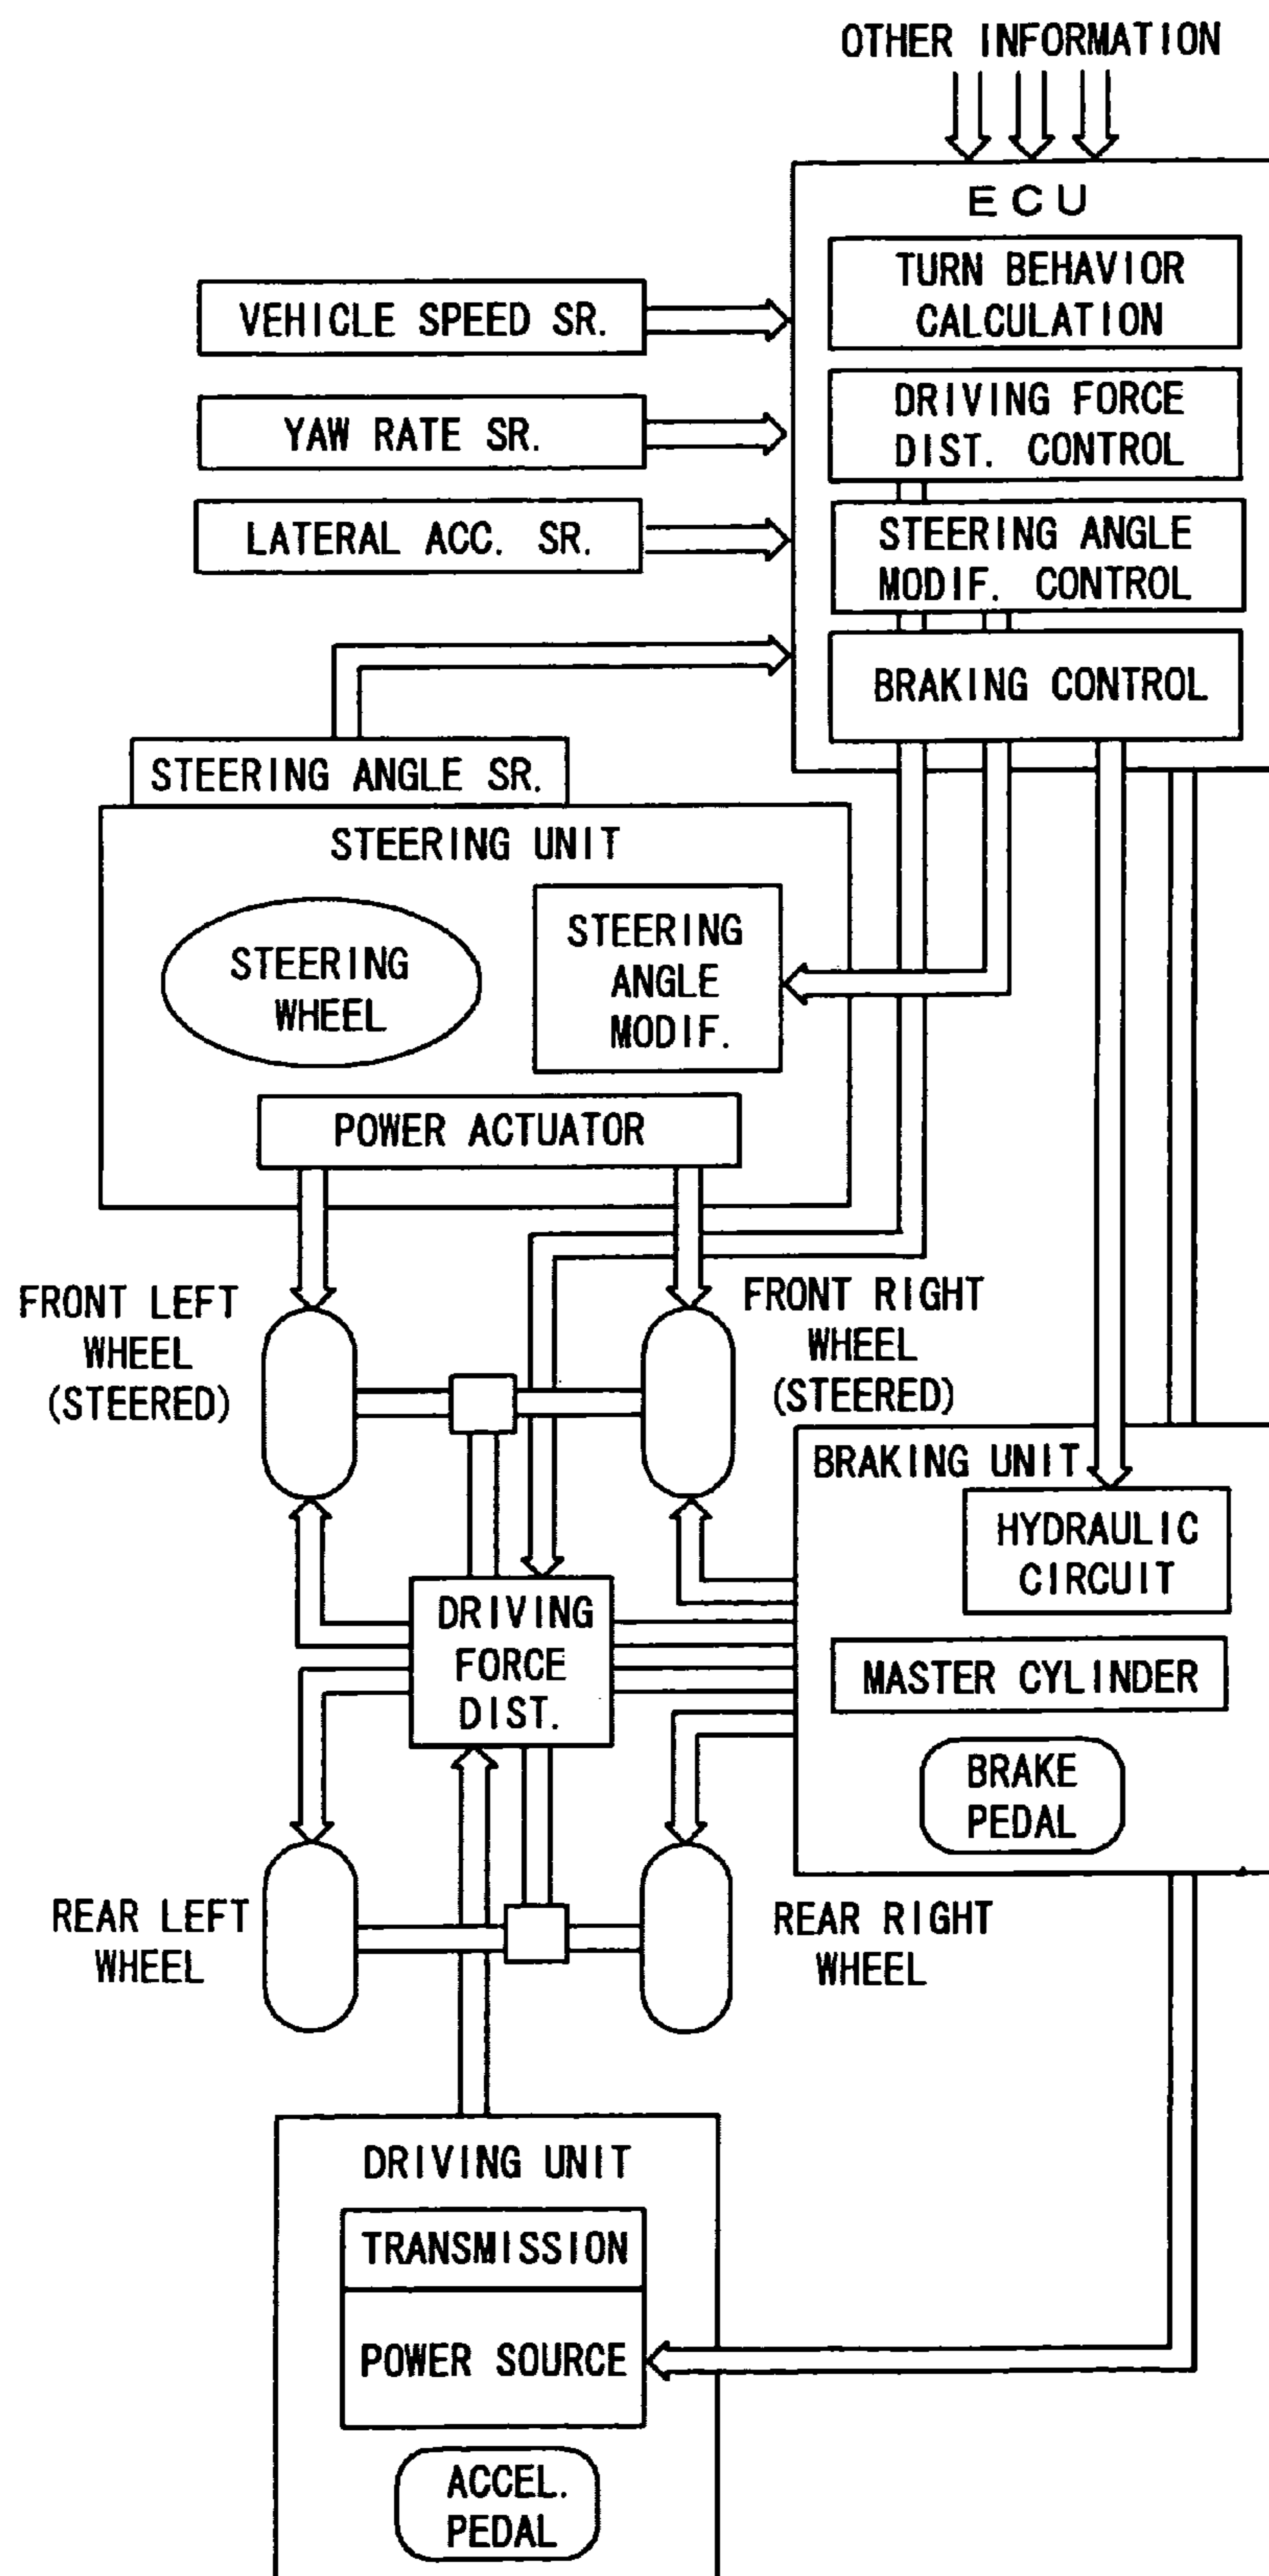 OTHER INFORMATION
ECU
TURN BEHAVIOR
CALCULATION
VEHICLE SPEED SR.
DRIVING FORCE
DIST. CONTROL
YAW RATE SR.
STEERING ANGLE
MODIF. CONTROL
LATERAL ACC. SR.
BRAKING CONTROL
STEERING ANGLE SR.
STEERING UNIT
STEERING
WHEEL
STEERING
ANGLE
MODIF.
POWER ACTUATOR
FRONT LEFT
WHEEL
(STEERED)
FRONT RIGHT
WHEEL
(STEERED)
BRAKING UNIT
HYDRAULIC
CIRCUIT
DRIVING
FORCE
DIST.
MASTER CYLINDER
BRAKE
PEDAL
REAR LEFT
WHEEL
REAR RIGHT
WHEEL
DRIVING UNIT
TRANSMISSION
POWER SOURCE
ACCEL.
PEDAL